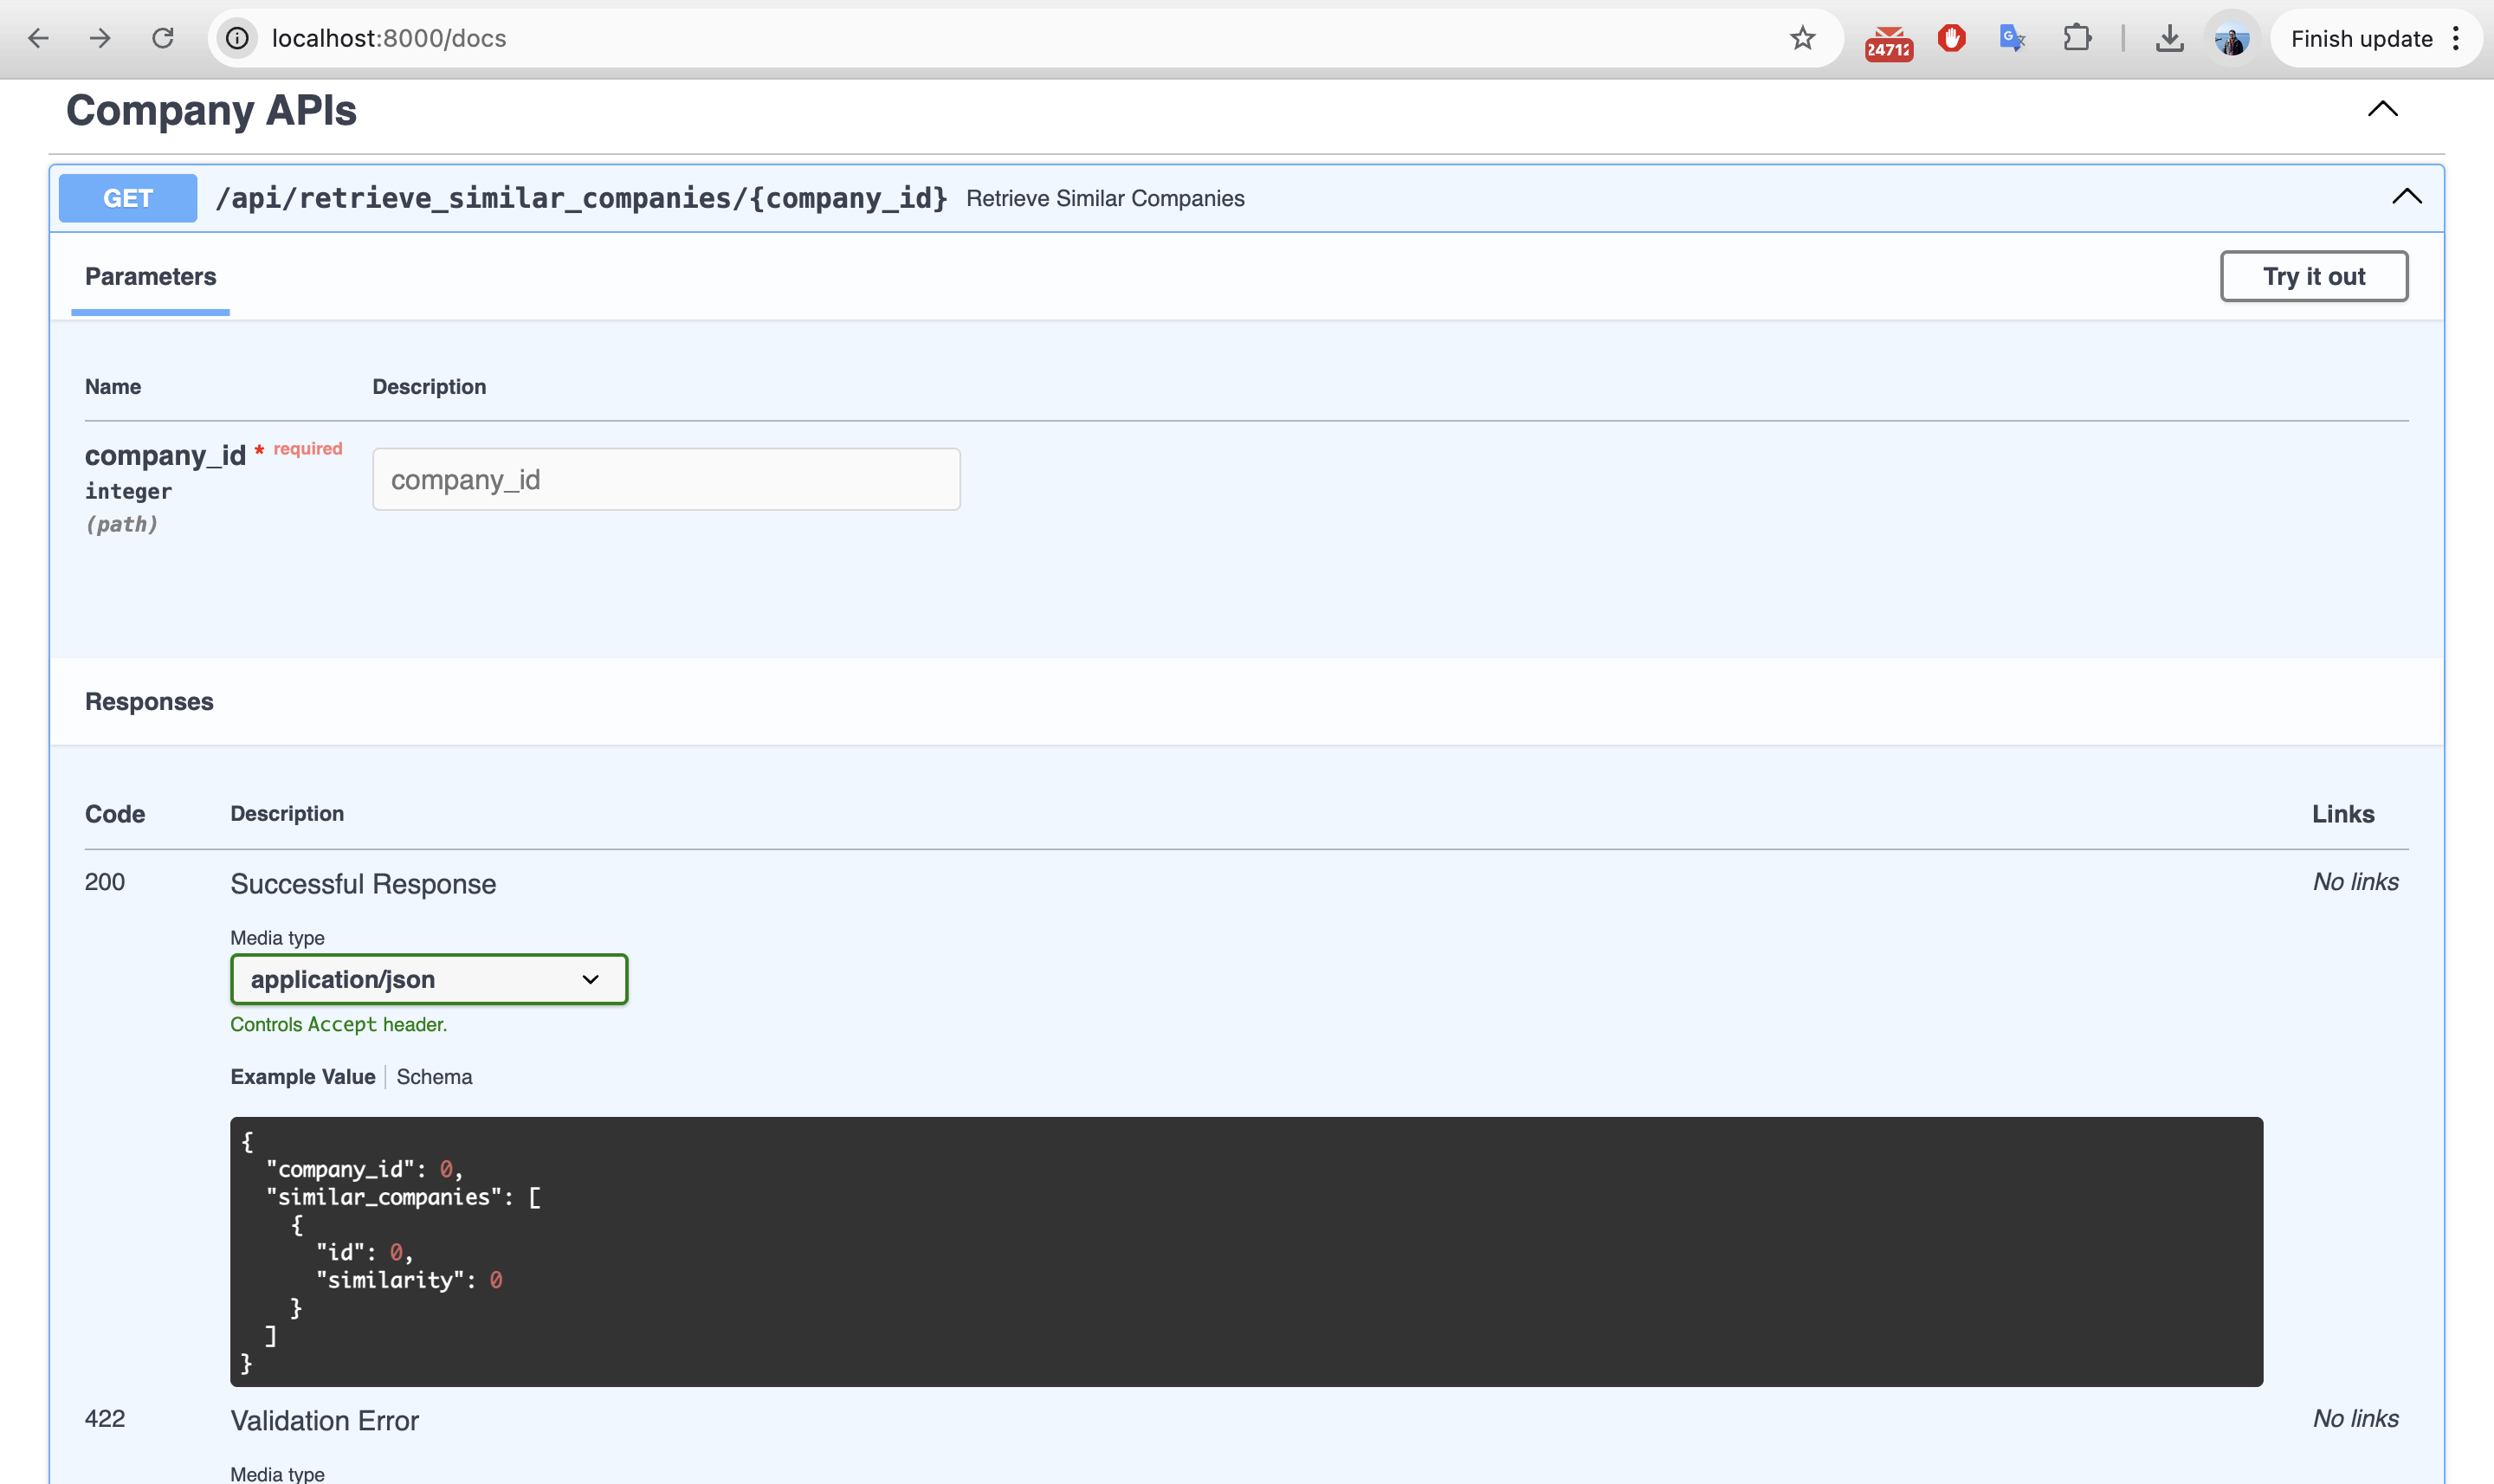 localhost:8000/docs
24712
Finish update
Company APIs
GET /api/retrieve_similar_companies/{company_id} Retrieve Similar Companies
Parameters
Try it out
Name Description
company_id * required
integer
(path)
company_id
Responses
Code Description Links
200 Successful Response No links
Media type
application/json
Controls Accept header.
Example Value Schema
{
"company_id": 0,
"similar_companies": [
{
"id": 0,
"similarity": 0
}
]
}
422 Validation Error No links
Media type